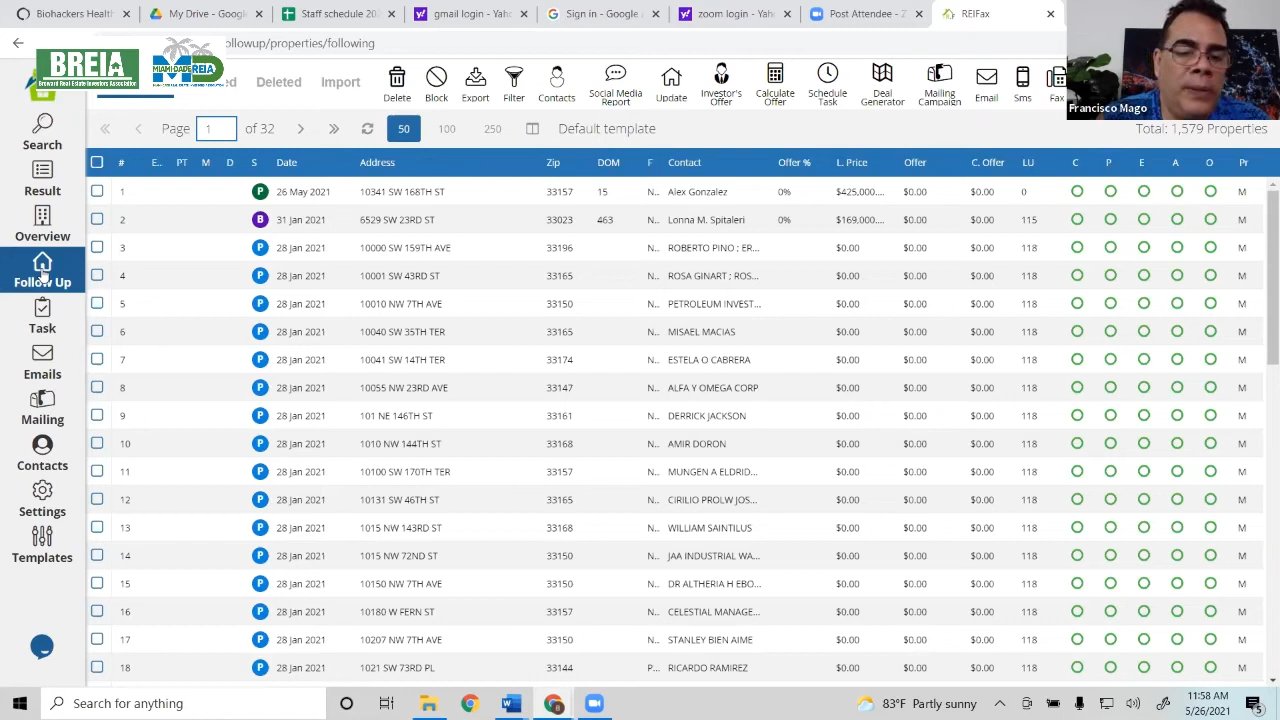 Biohackers Health
My Drive - Google
Staff schedule 202
gmail login - Yahoo
Sign in - Google
zoom login - Yaho
Post Attendee - Z
REIFax
ollowup/properties/following
BREIA
Broward Real Estate Investors Association
MIAMI-DADE REIA
Deleted
Import
Delete
Block
Export
Filter
Contacts
Social Media Report
Update
Investor Offer
Calculate Offer
Schedule Task
Deal Generator
Mailing Campaign
Email
Sms
Fax
Francisco Mago
Page 1 of 32
50 100 150
Default template
Total: 1,579 Properties
Search
Result
Overview
Follow Up
Task
Emails
Mailing
Contacts
Settings
Templates
# E.. PT M D S Date Address Zip DOM F Contact Offer % L. Price Offer C. Offer LU C P E A O Pr
1 P 26 May 2021 10341 SW 168TH ST 33157 15 N.. Alex Gonzalez 0% $425,000.... $0.00 $0.00 0 M
2 B 31 Jan 2021 6529 SW 23RD ST 33023 463 N.. Lonna M. Spitaleri 0% $169,000.... $0.00 $0.00 115 M
3 P 28 Jan 2021 10000 SW 159TH AVE 33196 N.. ROBERTO PINO ; ER... $0.00 $0.00 $0.00 118 M
4 P 28 Jan 2021 10001 SW 43RD ST 33165 N.. ROSA GINART ; ROS... $0.00 $0.00 $0.00 118 M
5 P 28 Jan 2021 10010 NW 7TH AVE 33150 N.. PETROLEUM INVEST... $0.00 $0.00 $0.00 118 M
6 P 28 Jan 2021 10040 SW 35TH TER 33165 N.. MISAEL MACIAS $0.00 $0.00 $0.00 118 M
7 P 28 Jan 2021 10041 SW 14TH TER 33174 N.. ESTELA O CABRERA $0.00 $0.00 $0.00 118 M
8 P 28 Jan 2021 10055 NW 23RD AVE 33147 N.. ALFA Y OMEGA CORP $0.00 $0.00 $0.00 118 M
9 P 28 Jan 2021 101 NE 146TH ST 33161 N.. DERRICK JACKSON $0.00 $0.00 $0.00 118 M
10 P 28 Jan 2021 1010 NW 144TH ST 33168 N.. AMIR DORON $0.00 $0.00 $0.00 118 M
11 P 28 Jan 2021 10100 SW 170TH TER 33157 N.. MUNGEN A ELDRID... $0.00 $0.00 $0.00 118 M
12 P 28 Jan 2021 10131 SW 46TH ST 33165 N.. CIRILIO PROLW JOS... $0.00 $0.00 $0.00 118 M
13 P 28 Jan 2021 1015 NW 143RD ST 33168 N.. WILLIAM SAINTILUS $0.00 $0.00 $0.00 118 M
14 P 28 Jan 2021 1015 NW 72ND ST 33150 N.. JAA INDUSTRIAL WA... $0.00 $0.00 $0.00 118 M
15 P 28 Jan 2021 10150 NW 7TH AVE 33150 N.. DR ALTHERIA H EBO... $0.00 $0.00 $0.00 118 M
16 P 28 Jan 2021 10180 W FERN ST 33157 N.. CELESTIAL MANAGE... $0.00 $0.00 $0.00 118 M
17 P 28 Jan 2021 10207 NW 7TH AVE 33150 N.. STANLEY BIEN AIME $0.00 $0.00 $0.00 118 M
18 P 28 Jan 2021 1021 SW 73RD PL 33144 P... RICARDO RAMIREZ $0.00 $0.00 $0.00 118 M
Search for anything
83°F Partly sunny
11:58 AM
5/26/2021
5